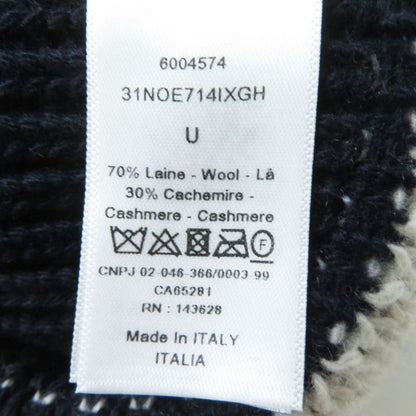 6004574
31NOE714IXGH
U
70% Laine - Wool - Lã
30% Cachemire -
Cashmere - Cashmere
F
CNPJ 02-046-366/0003-99
CA65281
RN : 143628
Made In ITALY
ITALIA